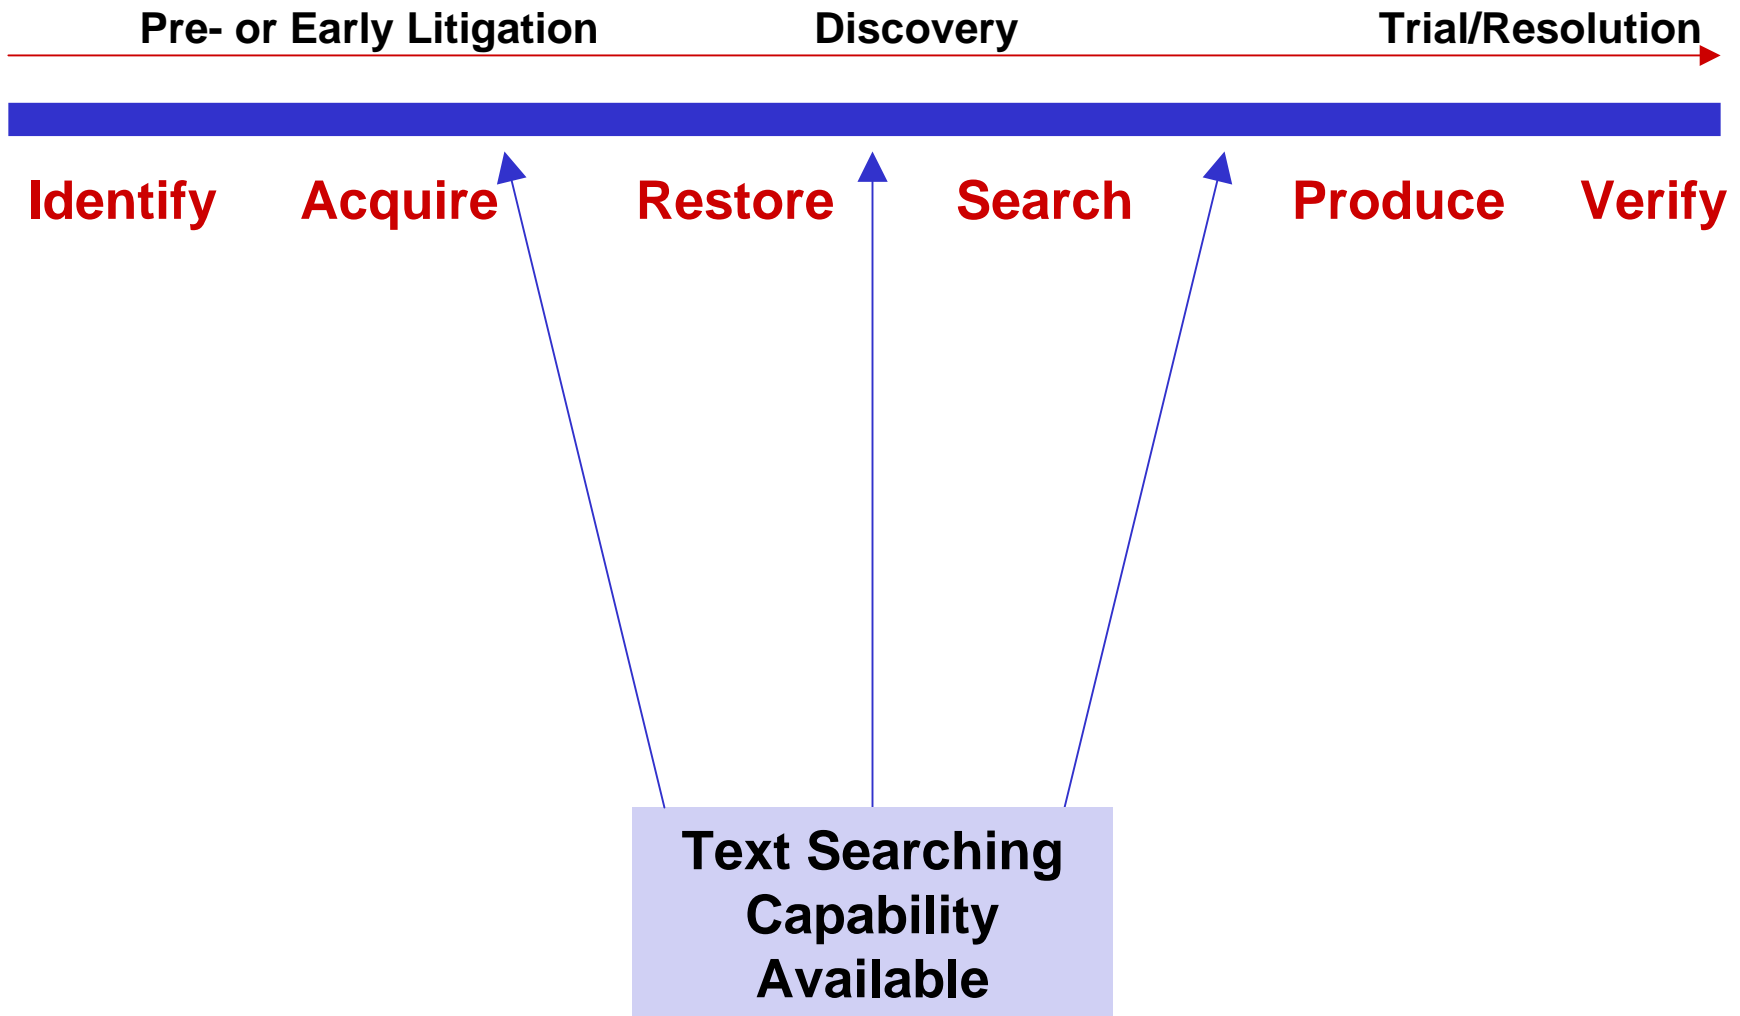 Pre- or Early Litigation Discovery Trial/Resolution
Identify Acquire Restore Search Produce Verify
Text Searching
Capability
Available